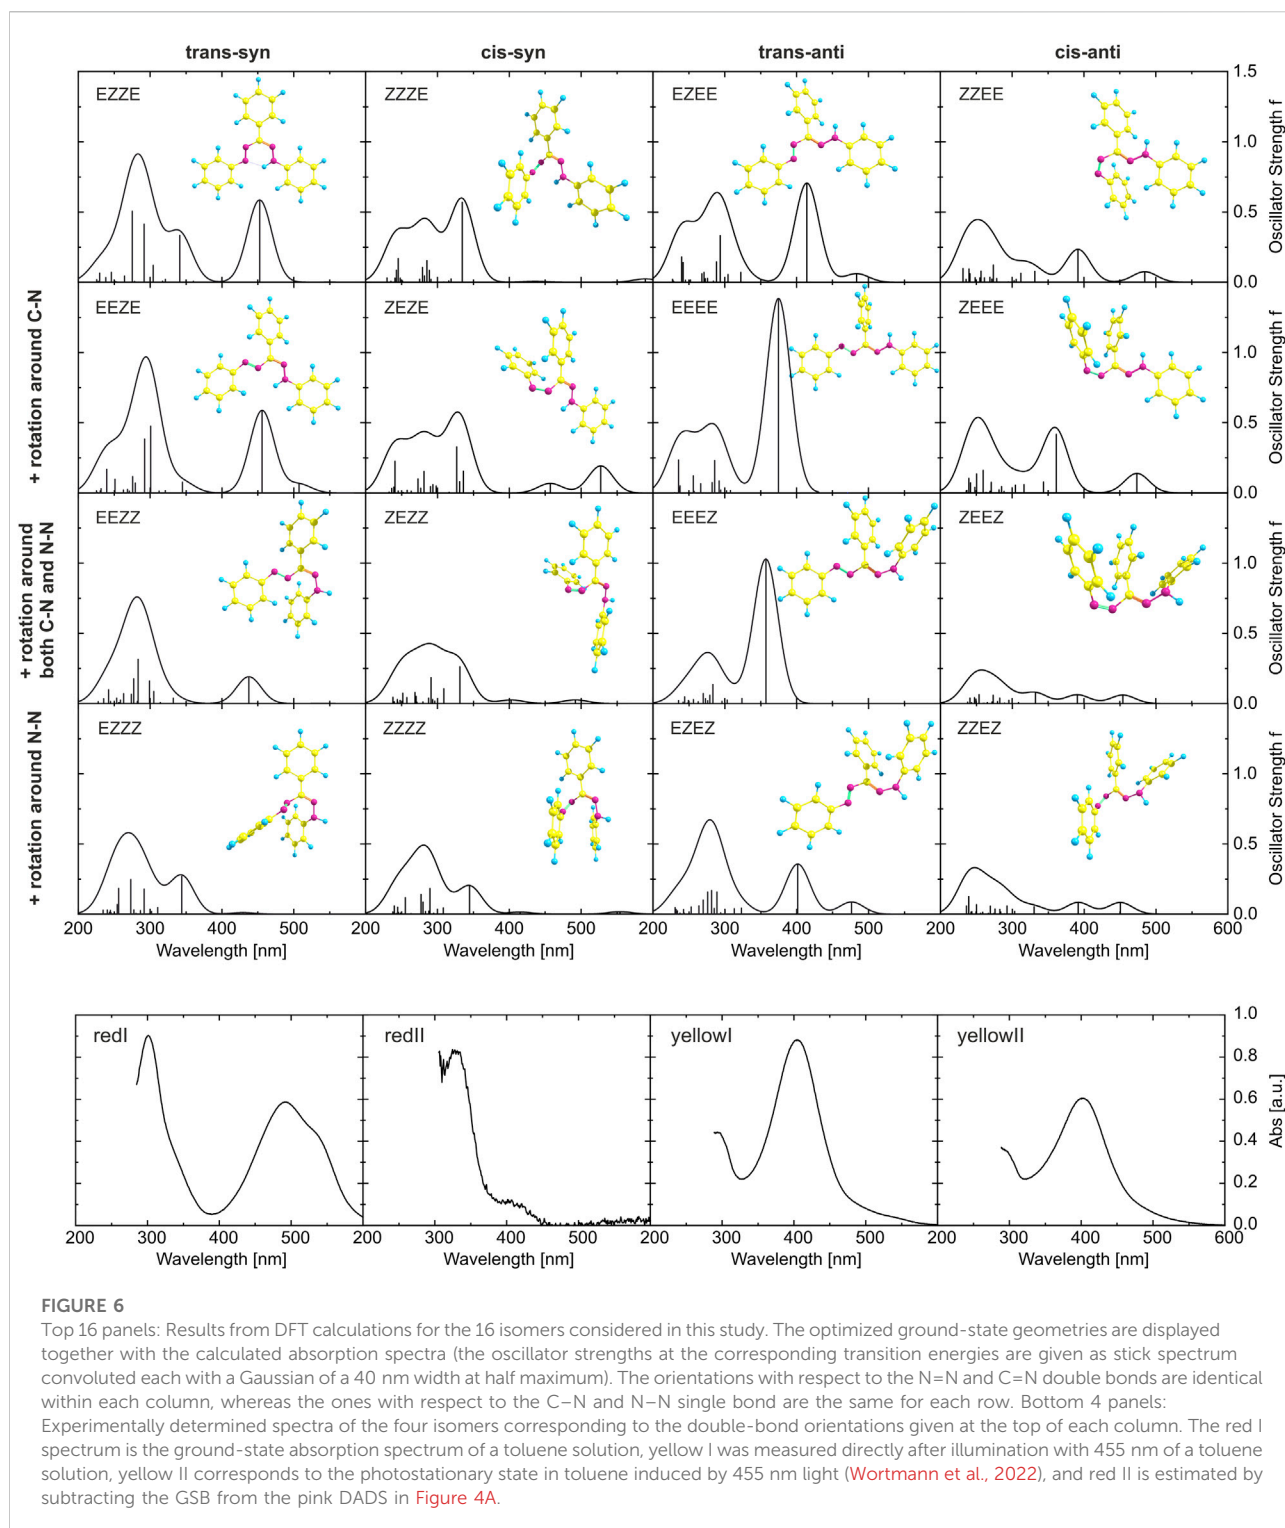 trans-syn cis-syn trans-anti cis-anti
EZZE ZZZE EZEE ZZEE
1.5
1.0
0.5
0.0
Oscillator Strength f
+ rotation around C-N
EEZE ZEZE EEEE ZEEE
1.0
0.5
0.0
Oscillator Strength f
+ rotation around
both C-N and N-N
EEZZ ZEZZ EEEZ ZEEZ
1.0
0.5
0.0
Oscillator Strength f
+ rotation around N-N
EZZZ ZZZZ EZEZ ZZEZ
1.0
0.5
0.0
Oscillator Strength f
200 300 400 500 200 300 400 500 200 300 400 500 200 300 400 500 600
Wavelength [nm] Wavelength [nm] Wavelength [nm] Wavelength [nm]
redI redII yellowI yellowII
1.0
0.8
0.6
0.4
0.2
0.0
Abs [a.u.]
200 300 400 500 200 300 400 500 200 300 400 500 200 300 400 500 600
Wavelength [nm] Wavelength [nm] Wavelength [nm] Wavelength [nm]
FIGURE 6
Top 16 panels: Results from DFT calculations for the 16 isomers considered in this study. The optimized ground-state geometries are displayed
together with the calculated absorption spectra (the oscillator strengths at the corresponding transition energies are given as stick spectrum
convoluted each with a Gaussian of a 40 nm width at half maximum). The orientations with respect to the N=N and C=N double bonds are identical
within each column, whereas the ones with respect to the C–N and N–N single bond are the same for each row. Bottom 4 panels:
Experimentally determined spectra of the four isomers corresponding to the double-bond orientations given at the top of each column. The red I
spectrum is the ground-state absorption spectrum of a toluene solution, yellow I was measured directly after illumination with 455 nm of a toluene
solution, yellow II corresponds to the photostationary state in toluene induced by 455 nm light (Wortmann et al., 2022), and red II is estimated by
subtracting the GSB from the pink DADS in Figure 4A.